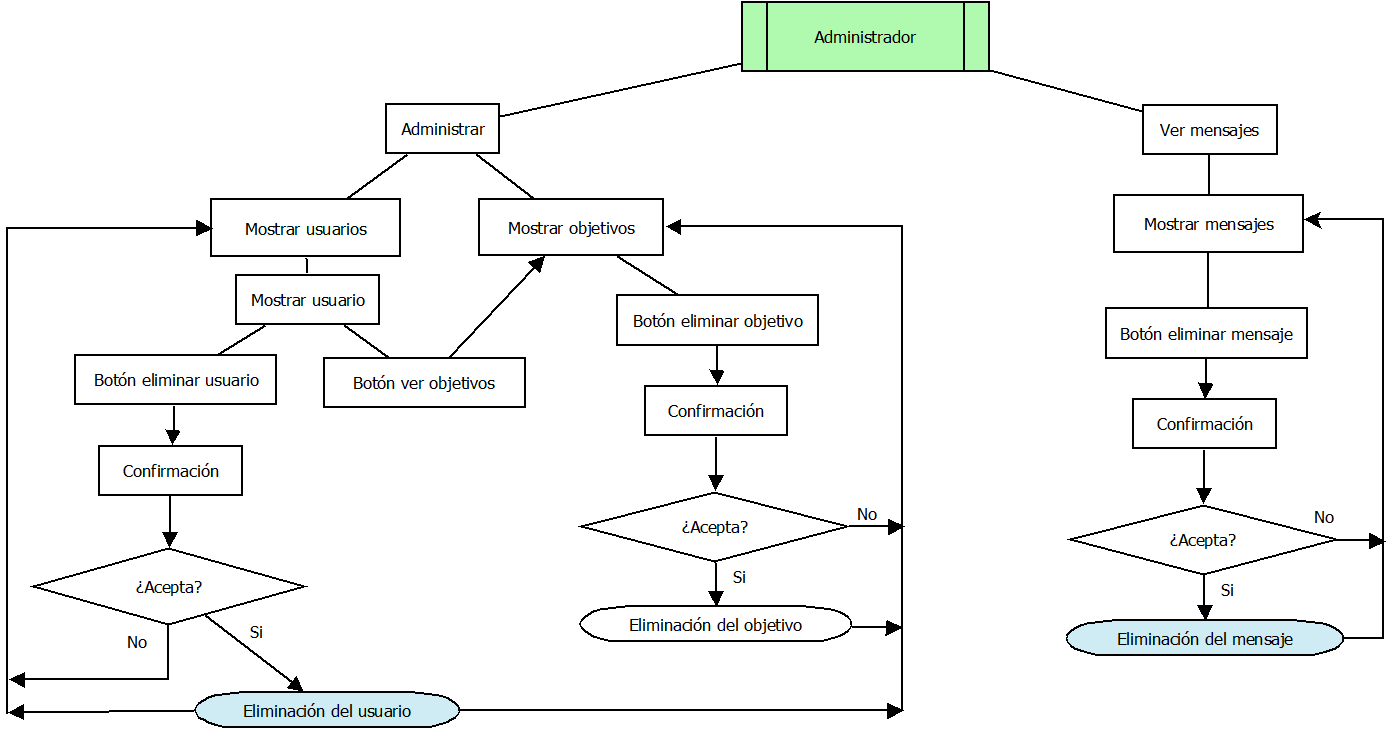 Administrador
Administrar
Ver mensajes
Mostrar usuarios
Mostrar objetivos
Mostrar mensajes
Mostrar usuario
Botón eliminar objetivo
Botón eliminar mensaje
Botón eliminar usuario
Botón ver objetivos
Confirmación
Confirmación
Confirmación
No
No
¿Acepta?
¿Acepta?
¿Acepta?
Si
Si
Eliminación del objetivo
Si
No
Eliminación del mensaje
Eliminación del usuario